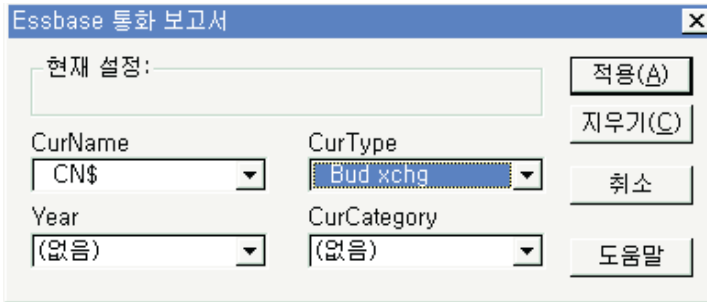 Essbase 통화 보고서
현재 설정:
적용(A)
지우기(C)
CurName
CurType
CN$
Bud xchg
취소
Year
CurCategory
(없음)
(없음)
도움말